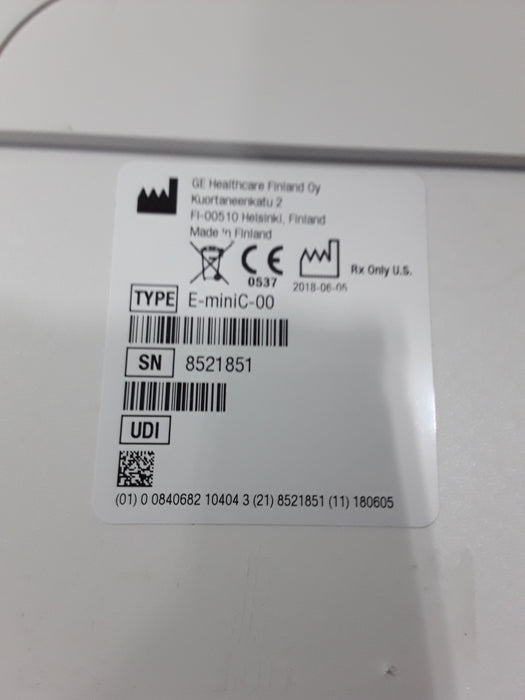 GE Healthcare Finland Oy
Kuortaneenkatu 2
FI-00510 Helsinki, Finland
Made in Finland
CE
0537
2018-06-05
Rx Only U.S.
TYPE E-miniC-00
SN 8521851
UDI
(01) 0 0840682 10404 3 (21) 8521851 (11) 180605